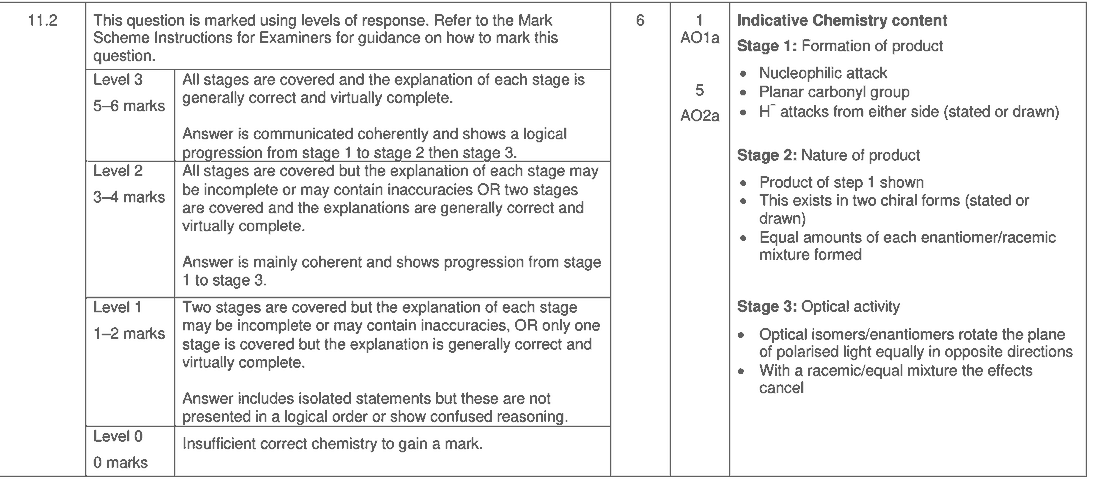 11.2
This question is marked using levels of response. Refer to the Mark
Scheme Instructions for Examiners for guidance on how to mark this
question.
6
1
AO1a
5
AO2a
Level 3
5–6 marks
All stages are covered and the explanation of each stage is
generally correct and virtually complete.
Answer is communicated coherently and shows a logical
progression from stage 1 to stage 2 then stage 3.
Level 2
3–4 marks
All stages are covered but the explanation of each stage may
be incomplete or may contain inaccuracies OR two stages
are covered and the explanations are generally correct and
virtually complete.
Answer is mainly coherent and shows progression from stage
1 to stage 3.
Level 1
1–2 marks
Two stages are covered but the explanation of each stage
may be incomplete or may contain inaccuracies, OR only one
stage is covered but the explanation is generally correct and
virtually complete.
Answer includes isolated statements but these are not
presented in a logical order or show confused reasoning.
Level 0
0 marks
Insufficient correct chemistry to gain a mark.
Indicative Chemistry content
Stage 1: Formation of product
• Nucleophilic attack
• Planar carbonyl group
• H⁻ attacks from either side (stated or drawn)
Stage 2: Nature of product
• Product of step 1 shown
• This exists in two chiral forms (stated or
drawn)
• Equal amounts of each enantiomer/racemic
mixture formed
Stage 3: Optical activity
• Optical isomers/enantiomers rotate the plane
of polarised light equally in opposite directions
• With a racemic/equal mixture the effects
cancel